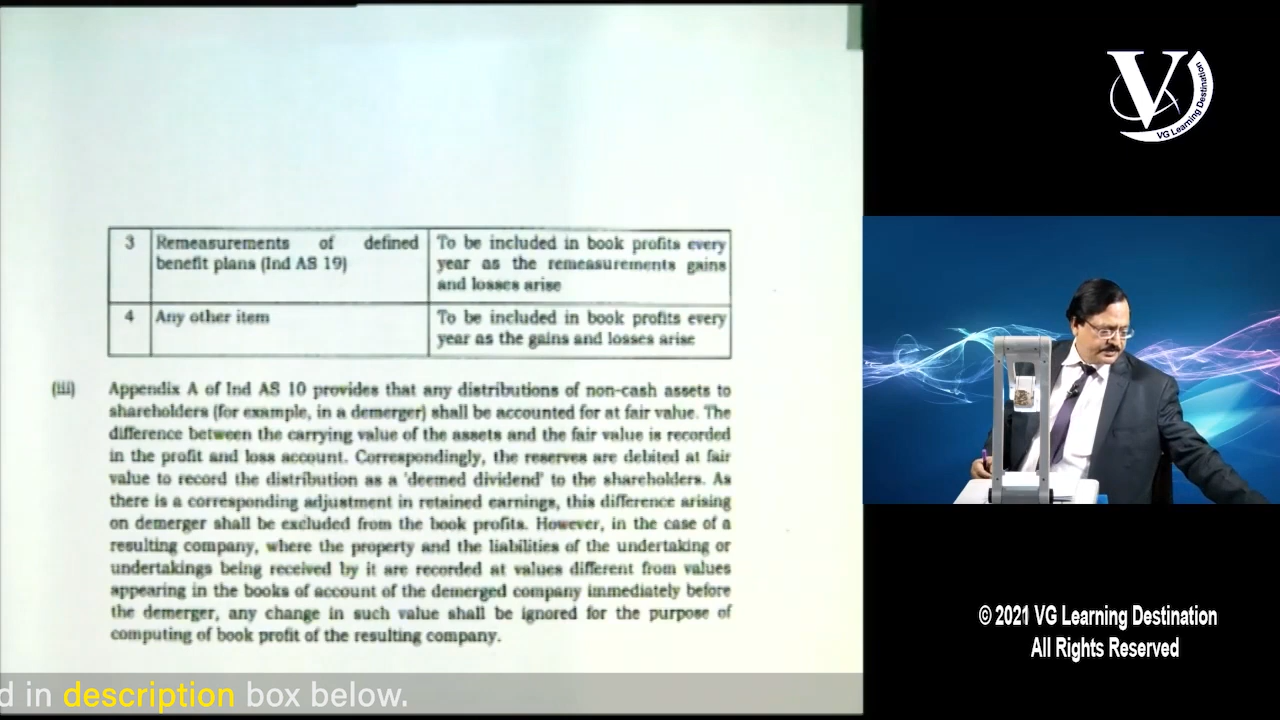 3 Remeasurements of defined benefit plans (Ind AS 19) To be included in book profits every year as the remeasurements gains and losses arise
4 Any other item To be included in book profits every year as the gains and losses arise
(iii) Appendix A of Ind AS 10 provides that any distributions of non-cash assets to
shareholders (for example, in a demerger) shall be accounted for at fair value. The
difference between the carrying value of the assets and the fair value is recorded
in the profit and loss account. Correspondingly, the reserves are debited at fair
value to record the distribution as a 'deemed dividend' to the shareholders. As
there is a corresponding adjustment in retained earnings, this difference arising
on demerger shall be excluded from the book profits. However, in the case of a
resulting company, where the property and the liabilities of the undertaking or
undertakings being received by it are recorded at values different from values
appearing in the books of account of the demerged company immediately before
the demerger, any change in such value shall be ignored for the purpose of
computing of book profit of the resulting company.
d in description box below.
V
VG Learning Destination
© 2021 VG Learning Destination
All Rights Reserved